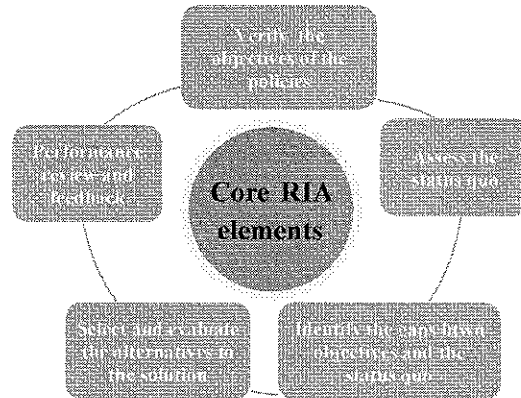 Verify the
objectives of the
policies
Assess the
status quo
Identify the gaps btwn
objectives and the
status quo
Select and evaluate
the alternatives to
the solution
Performance
review and
feedback
Core RIA
elements